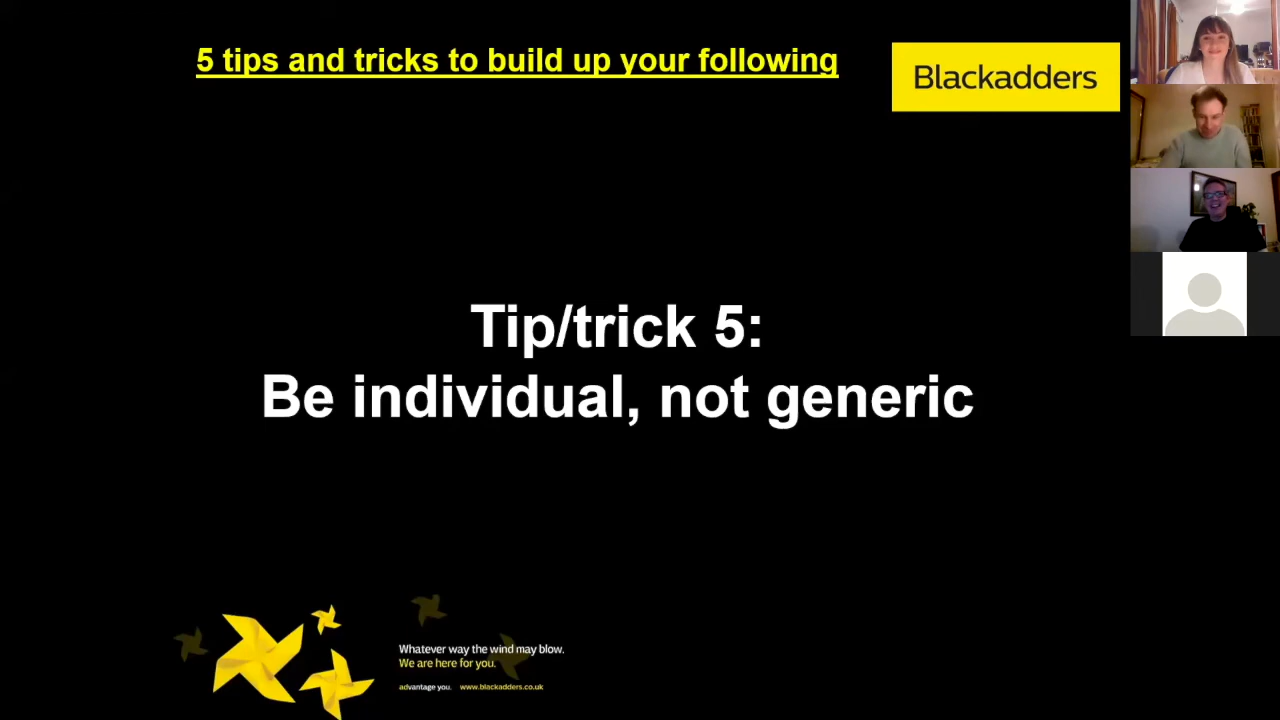 5 tips and tricks to build up your following
Blackadders
Tip/trick 5:
Be individual, not generic
Whatever way the wind may blow.
We are here for you.
advantage you. www.blackadders.co.uk